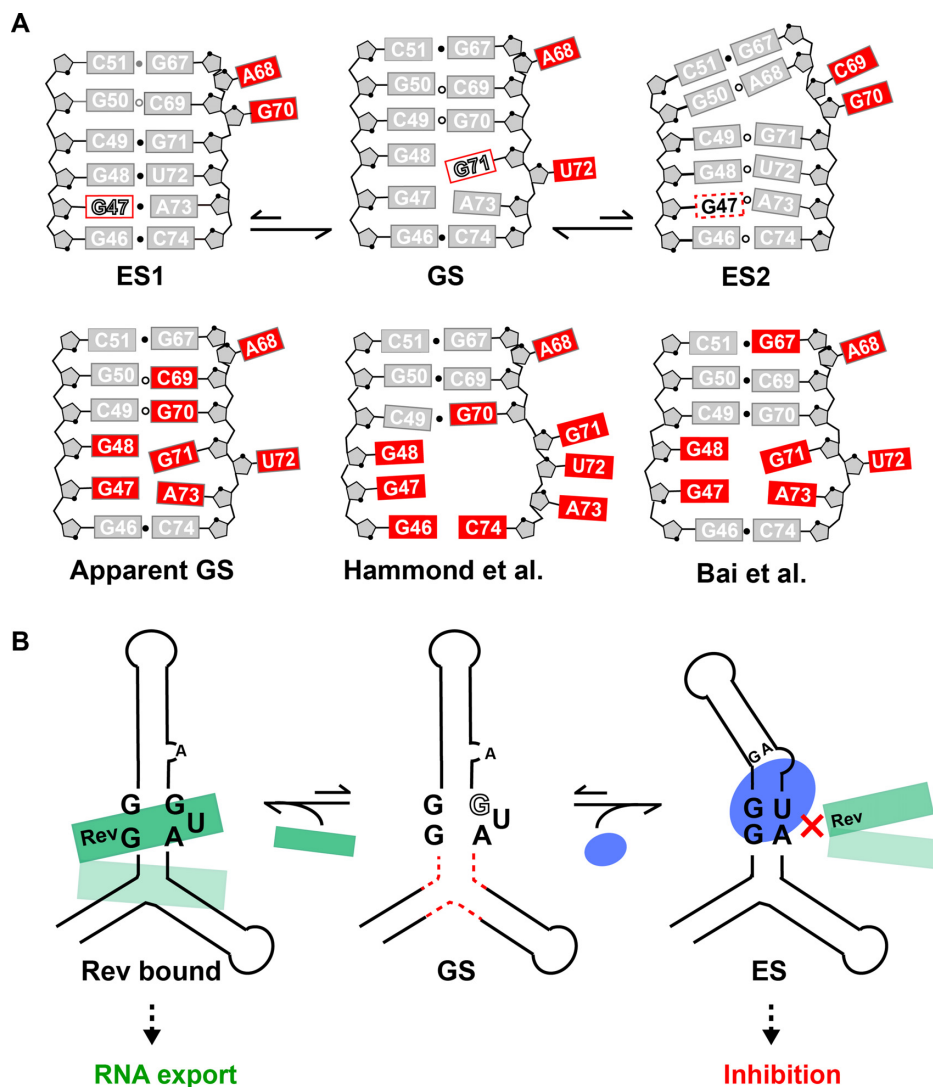 A
C51 G67 A68
G50 C69 G70
C49 G71
G48 U72
G47 A73
G46 C74
ES1
C51 G67 A68
G50 C69
C49 G70
G48 G71 U72
G47 A73
G46 C74
GS
C51 G67 C69
G50 A68 G70
C49 G71
G48 U72
G47 A73
G46 C74
ES2
C51 G67 A68
G50 C69
C49 G70
G48 G71 U72
G47 A73
G46 C74
Apparent GS
C51 G67 A68
G50 C69
C49 G70 G71
G48 U72
G47 A73
G46 C74
Hammond et al.
C51 G67 A68
G50 C69
C49 G70
G48 G71 U72
G47 A73
G46 C74
Bai et al.
B
A
G G
U
Rev G A
Rev bound
RNA export
A
G G
U
G A
GS
G A
G U
G A
Rev
ES
Inhibition